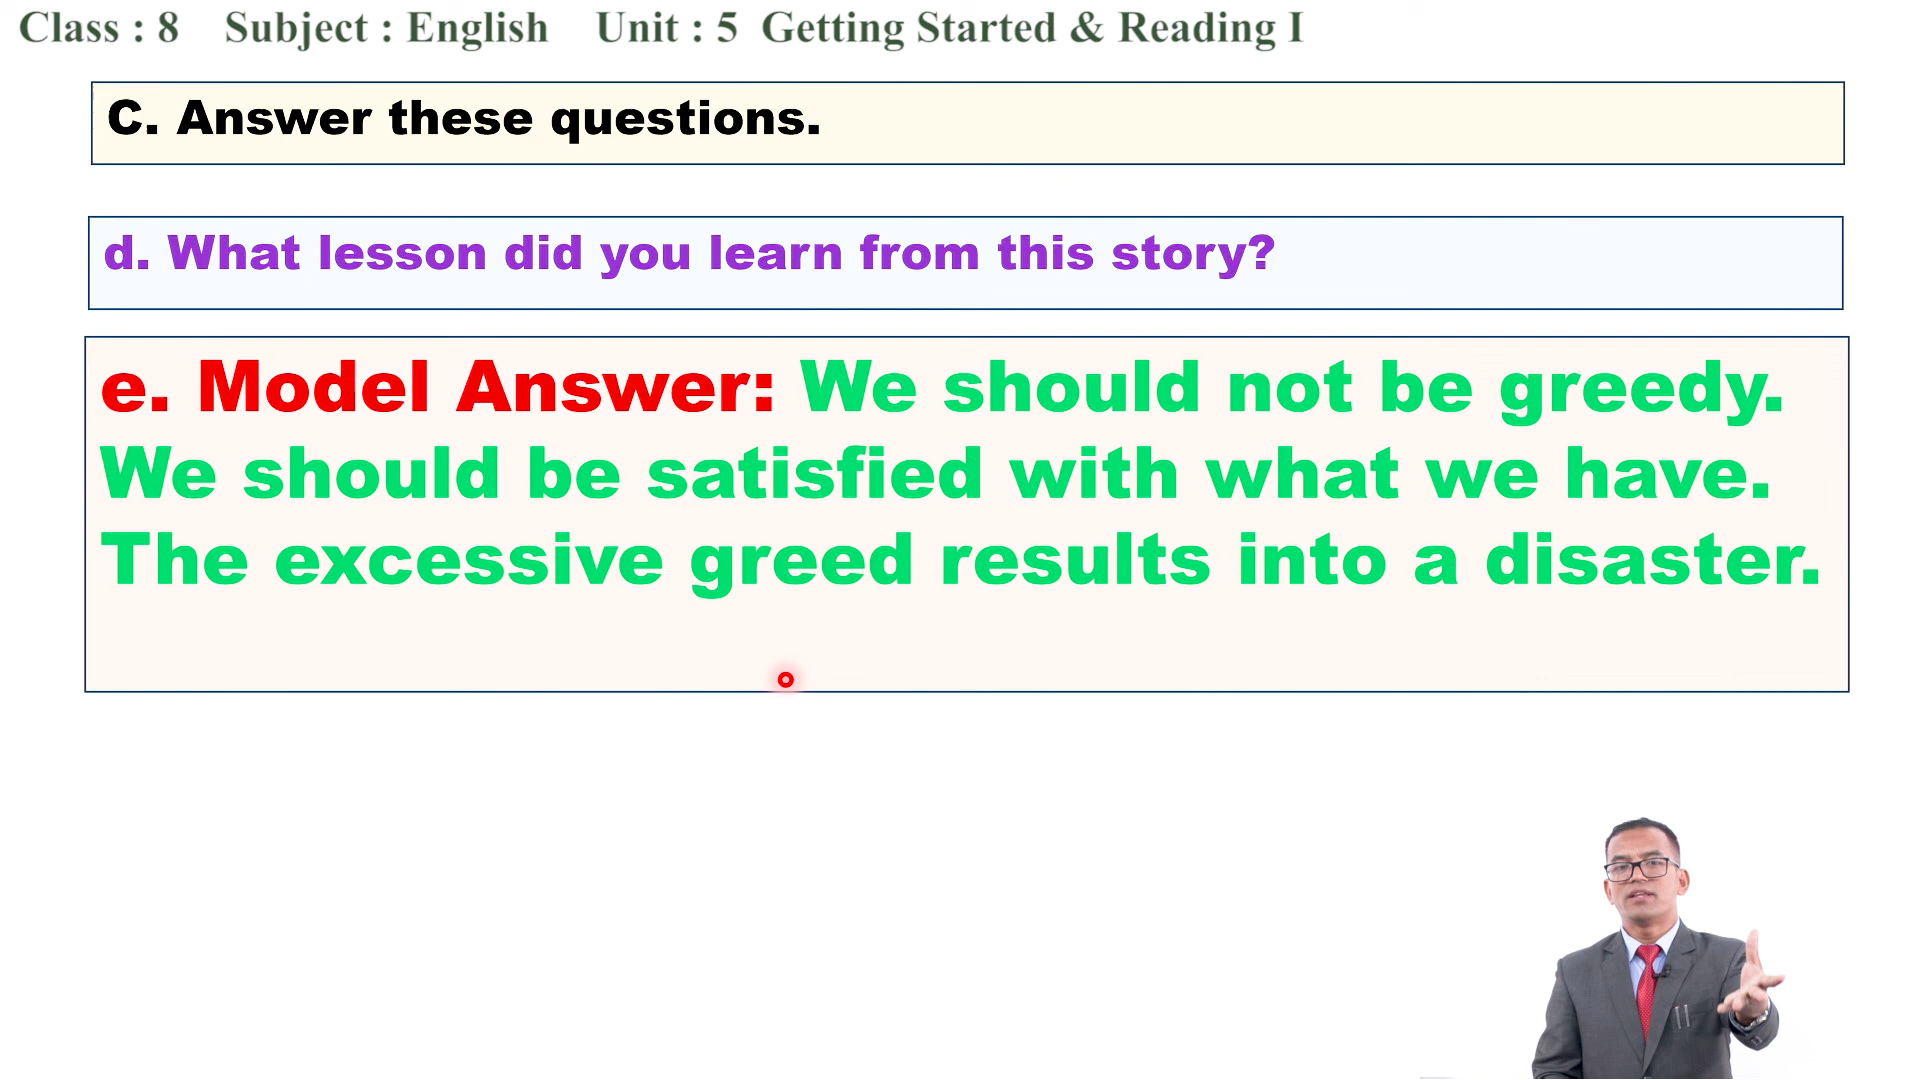 Class : 8 Subject : English Unit : 5 Getting Started & Reading I
C. Answer these questions.
d. What lesson did you learn from this story?
e. Model Answer: We should not be greedy.
We should be satisfied with what we have.
The excessive greed results into a disaster.